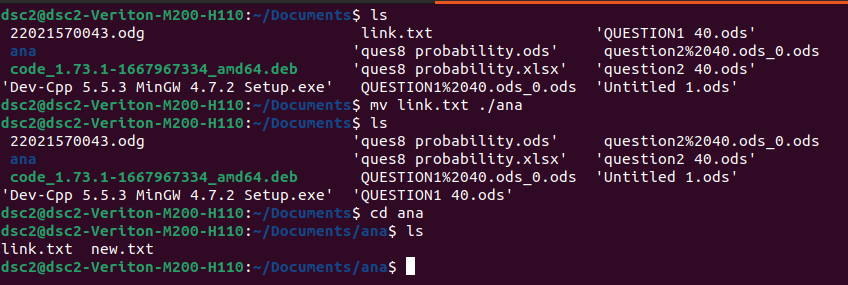 dsc2@dsc2-Veriton-M200-H110:~/Documents$ ls
 22021570043.odg                      link.txt                 'QUESTION1 40.ods'
 ana                                 'ques8 probability.ods'    question2%2040.ods_0.ods
 code_1.73.1-1667967334_amd64.deb    'ques8 probability.xlsx'  'question2 40.ods'
'Dev-Cpp 5.5.3 MinGW 4.7.2 Setup.exe'   QUESTION1%2040.ods_0.ods  'Untitled 1.ods'
dsc2@dsc2-Veriton-M200-H110:~/Documents$ mv link.txt ./ana
dsc2@dsc2-Veriton-M200-H110:~/Documents$ ls
 22021570043.odg                     'ques8 probability.ods'    question2%2040.ods_0.ods
 ana                                 'ques8 probability.xlsx'  'question2 40.ods'
 code_1.73.1-1667967334_amd64.deb     QUESTION1%2040.ods_0.ods  'Untitled 1.ods'
'Dev-Cpp 5.5.3 MinGW 4.7.2 Setup.exe'  'QUESTION1 40.ods'
dsc2@dsc2-Veriton-M200-H110:~/Documents$ cd ana
dsc2@dsc2-Veriton-M200-H110:~/Documents/ana$ ls
link.txt  new.txt
dsc2@dsc2-Veriton-M200-H110:~/Documents/ana$